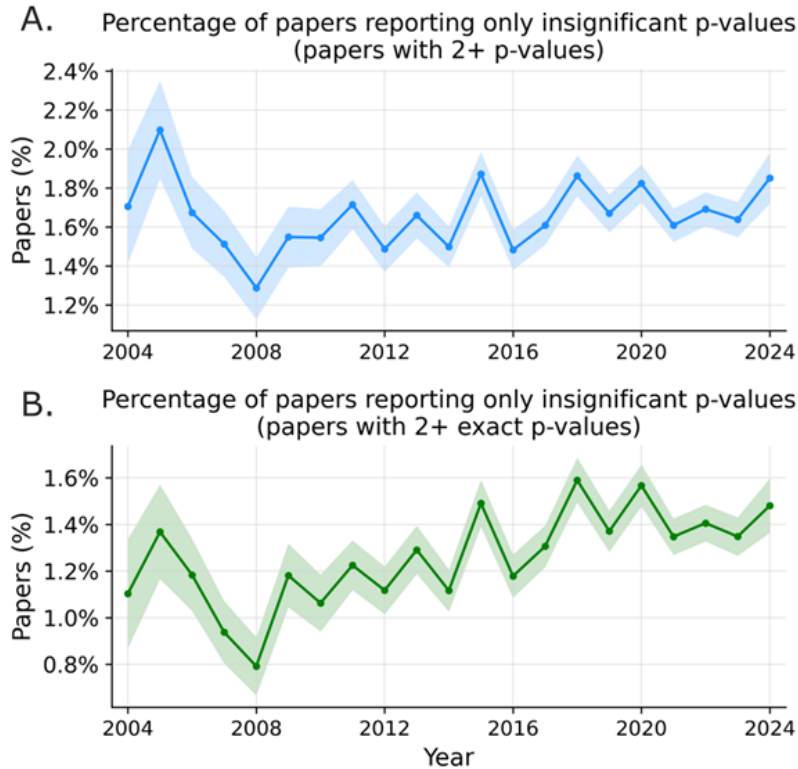 A. Percentage of papers reporting only insignificant p-values
(papers with 2+ p-values)
2.4%
2.2%
2.0%
1.8%
1.6%
1.4%
1.2%
Papers (%)
2004 2008 2012 2016 2020 2024
B. Percentage of papers reporting only insignificant p-values
(papers with 2+ exact p-values)
1.6%
1.4%
1.2%
1.0%
0.8%
Papers (%)
2004 2008 2012 2016 2020 2024
Year